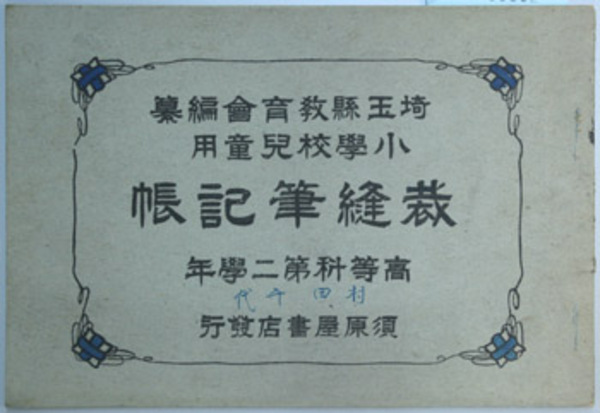 埼玉縣教育會編纂
小學校兒童用
裁縫筆記帳
高等科第二學年
村田千代
須原屋書店發行